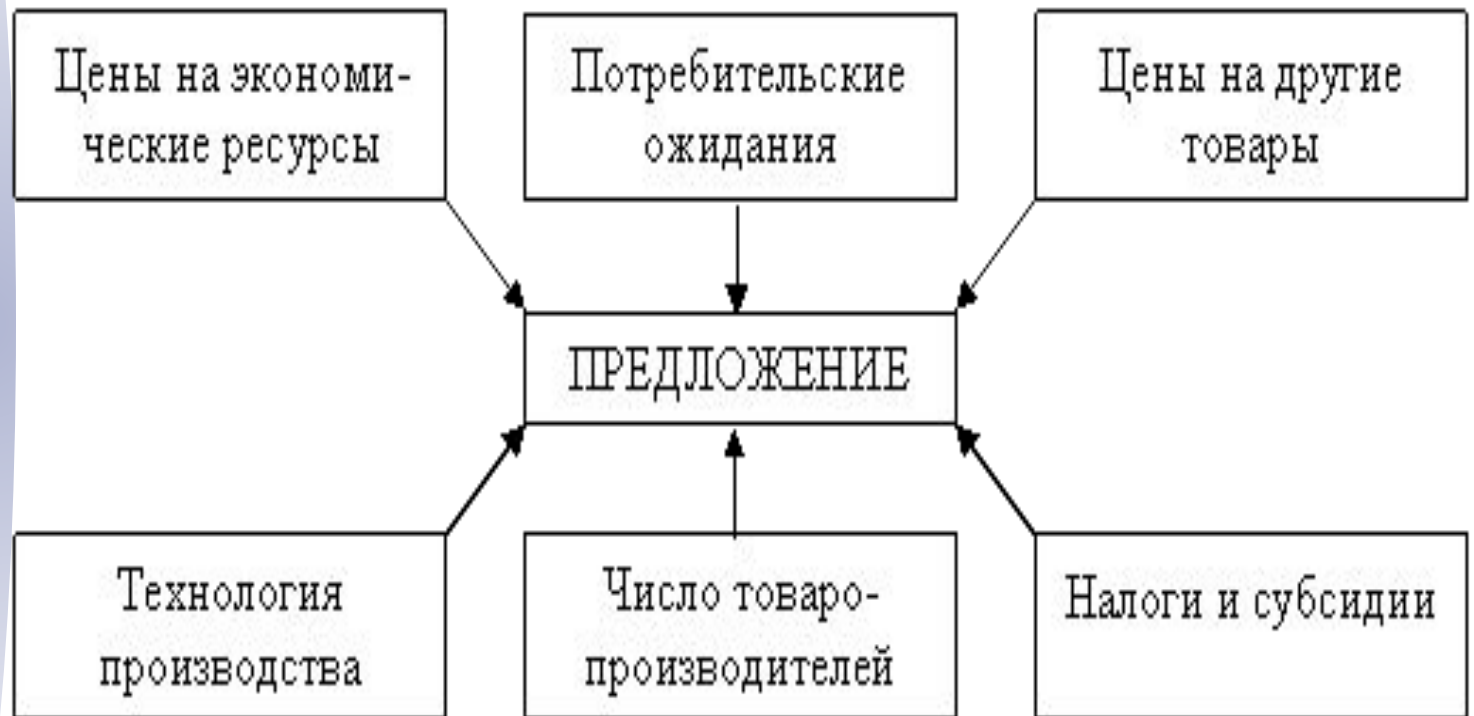 Цены на экономи-
ческие ресурсы
Потребительские
ожидания
Цены на другие
товары
ПРЕДЛОЖЕНИЕ
Технология
производства
Число товаро-
производителей
Налоги и субсидии